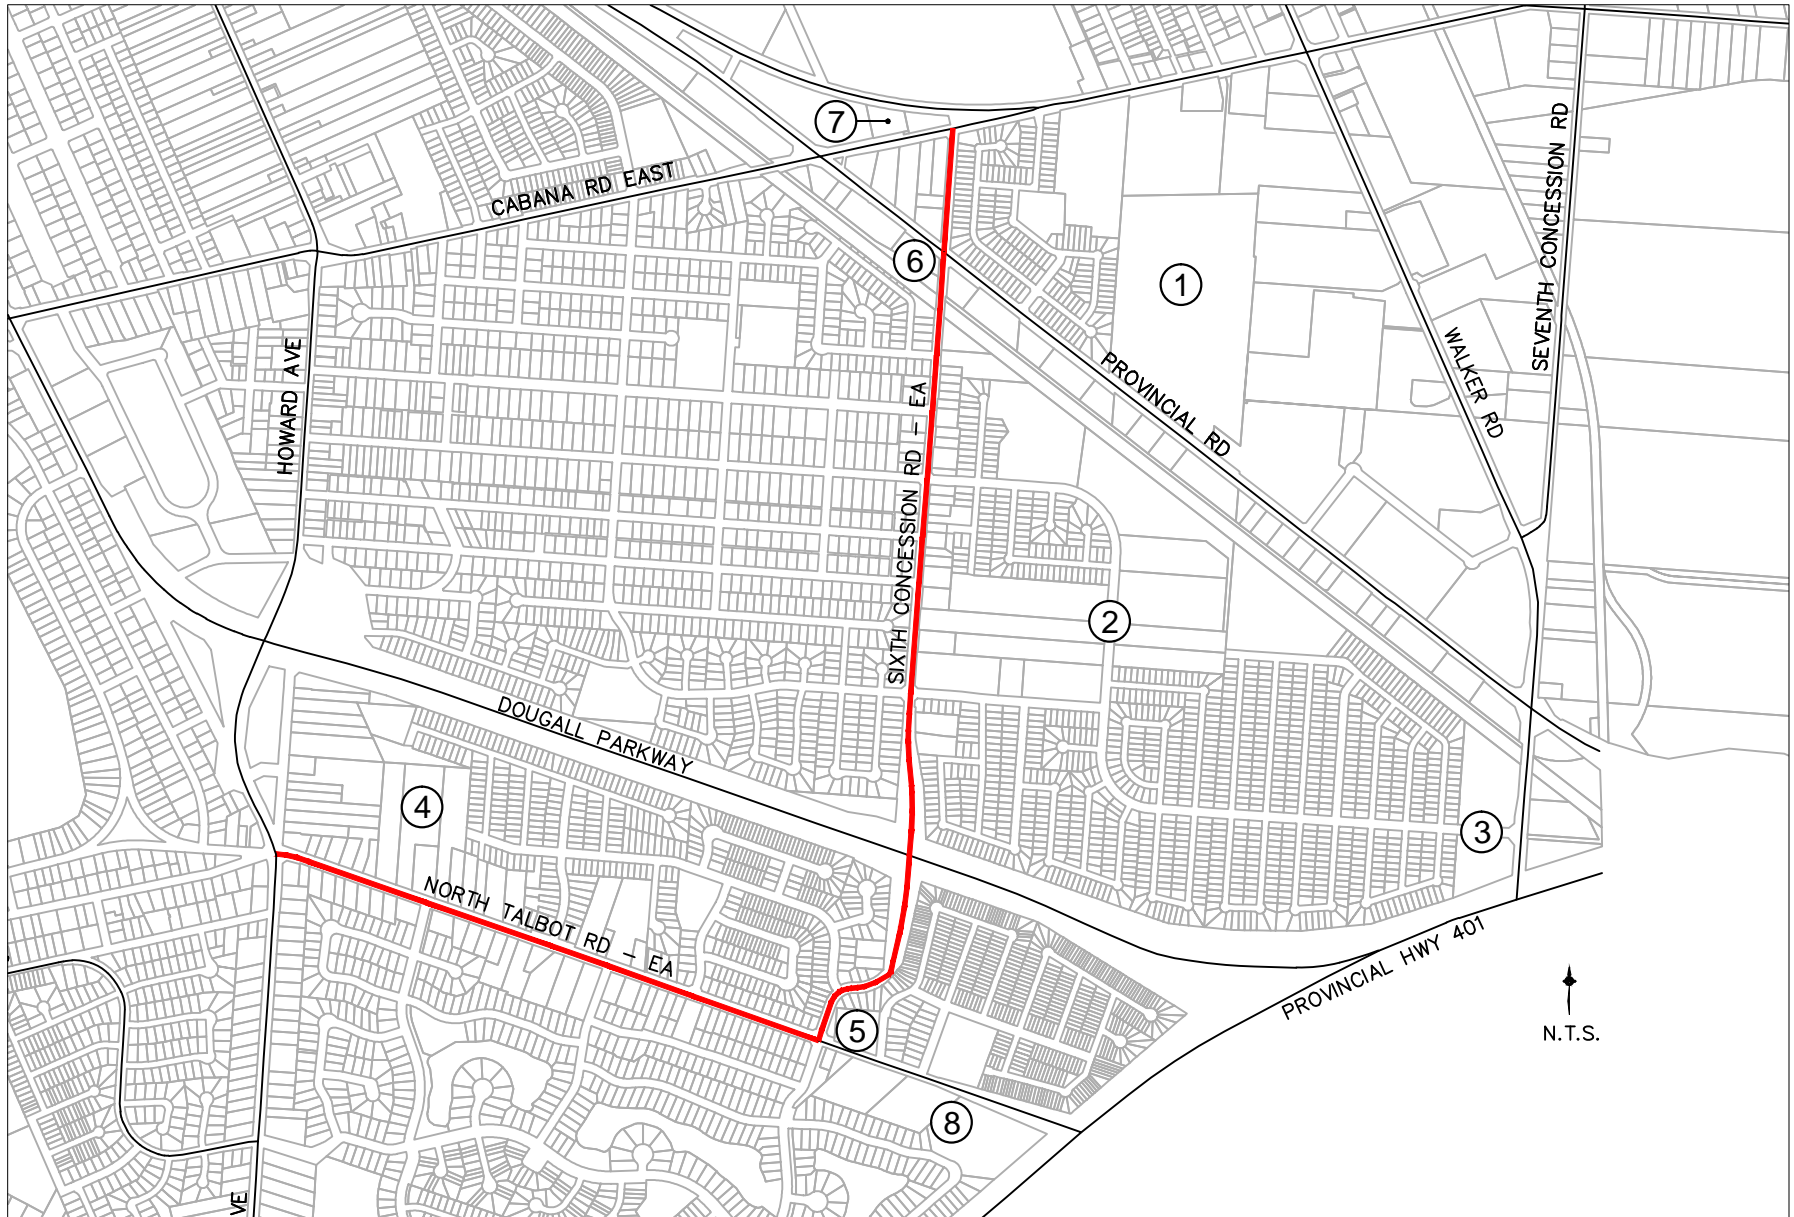 7
CABANA RD EAST
SEVENTH CONCESSION RD
6
1
HOWARD AVE
PROVINCIAL RD
WALKER RD
SIXTH CONCESSION RD – EA
2
DOUGALL PARKWAY
4
3
NORTH TALBOT RD – EA
PROVINCIAL HWY 401
5
N.T.S.
8
VE